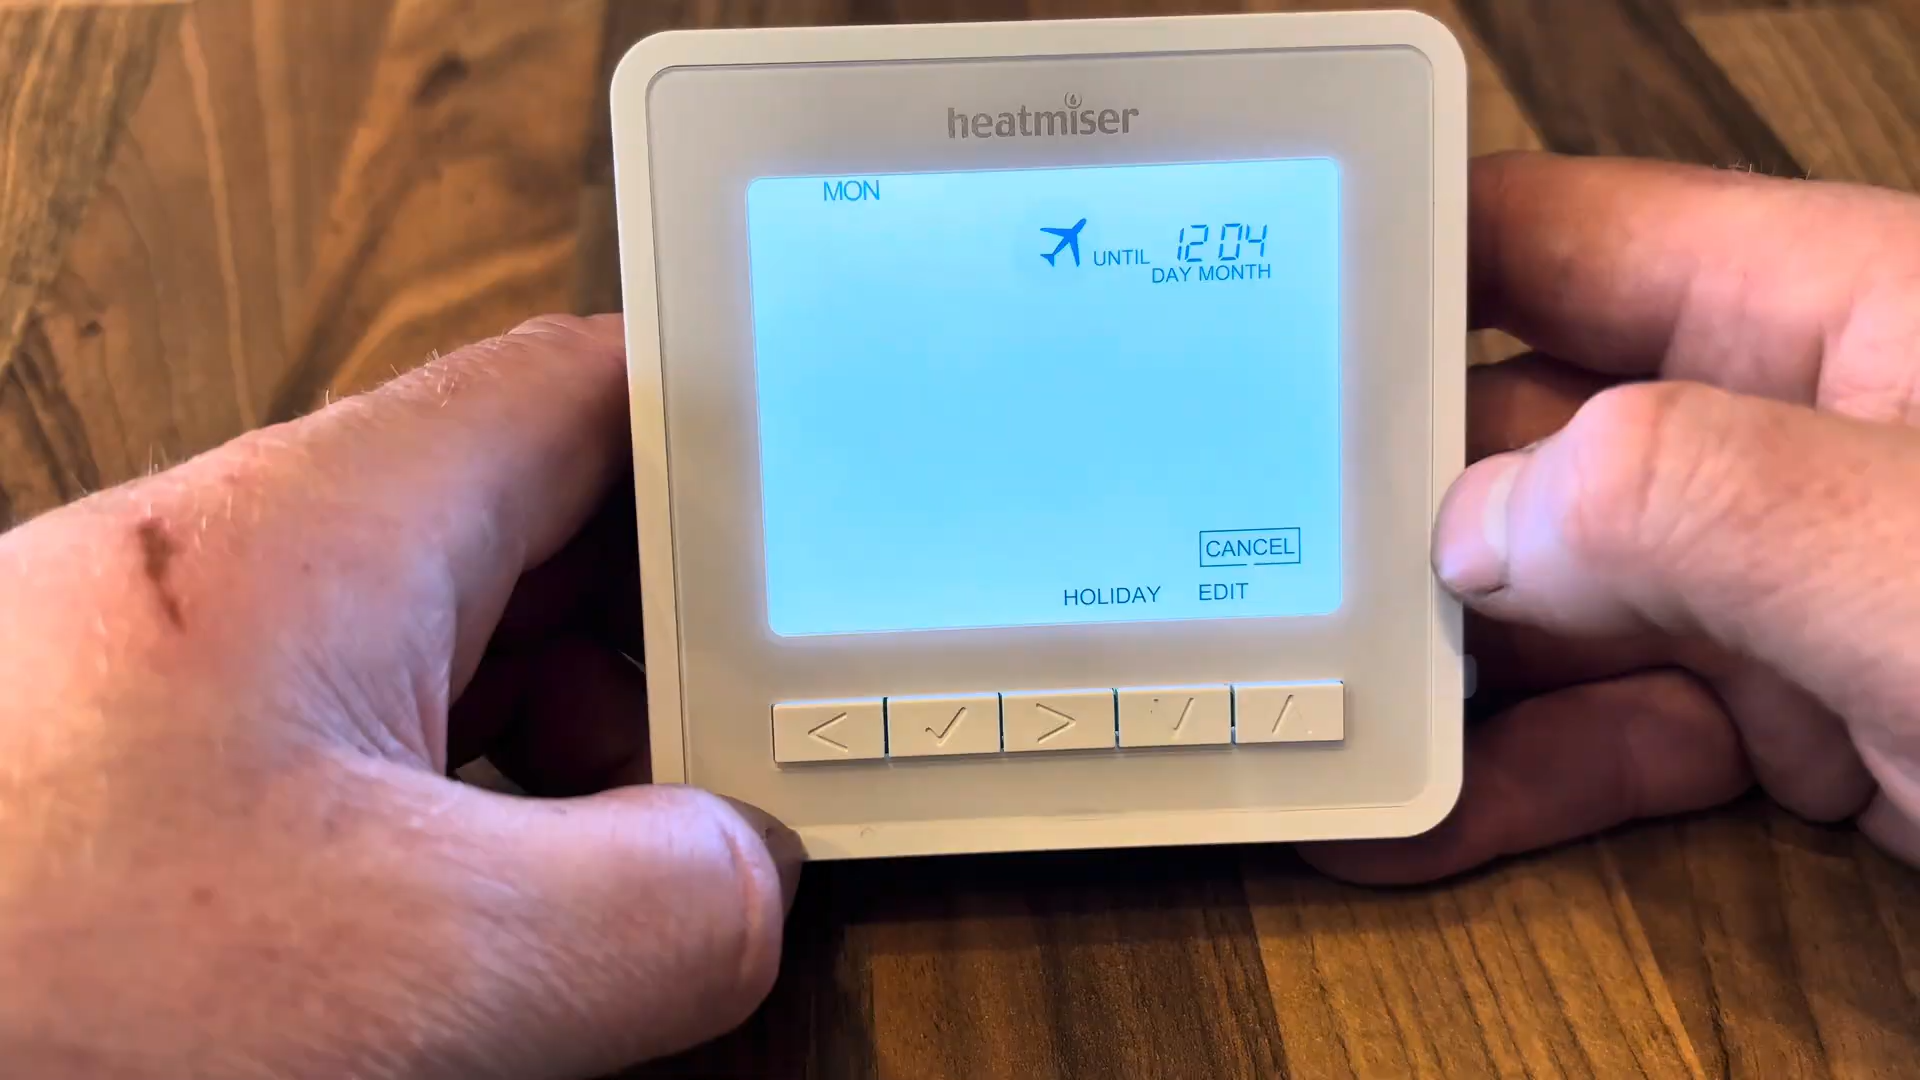 heatmiser
MON
UNTIL 12 04
DAY MONTH
CANCEL
HOLIDAY EDIT